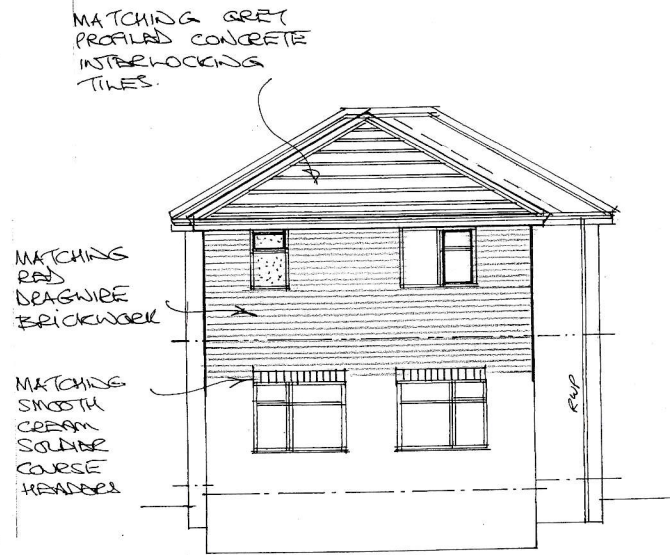 MATCHING GREY
PROFILED CONCRETE
INTERLOCKING
TILES.
MATCHING
RED
DRAGWIRE
BRICKWORK
MATCHING
SMOOTH
CREAM
SOLDIER
COURSE
HEADERS
RWP